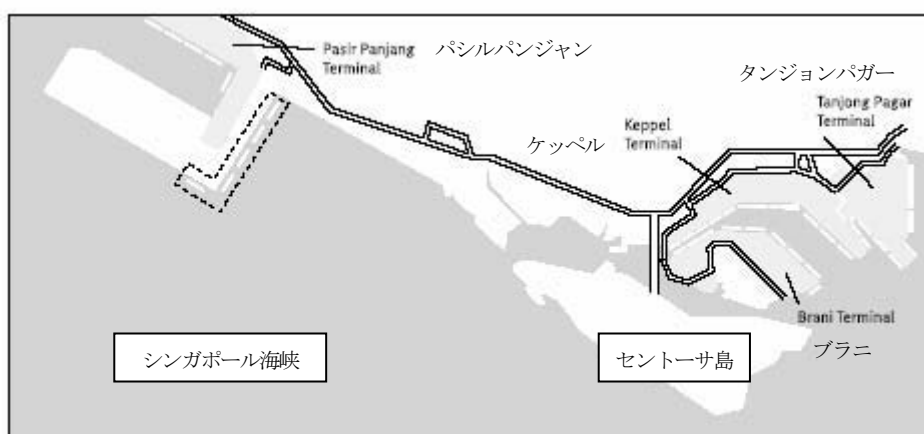 Pasir Panjang
Terminal
パシルパンジャン
タンジョンパガー
Tanjong Pagar
Terminal
ケッペル
Keppel
Terminal
Brani Terminal
ブラニ
シンガポール海峡
セントーサ島